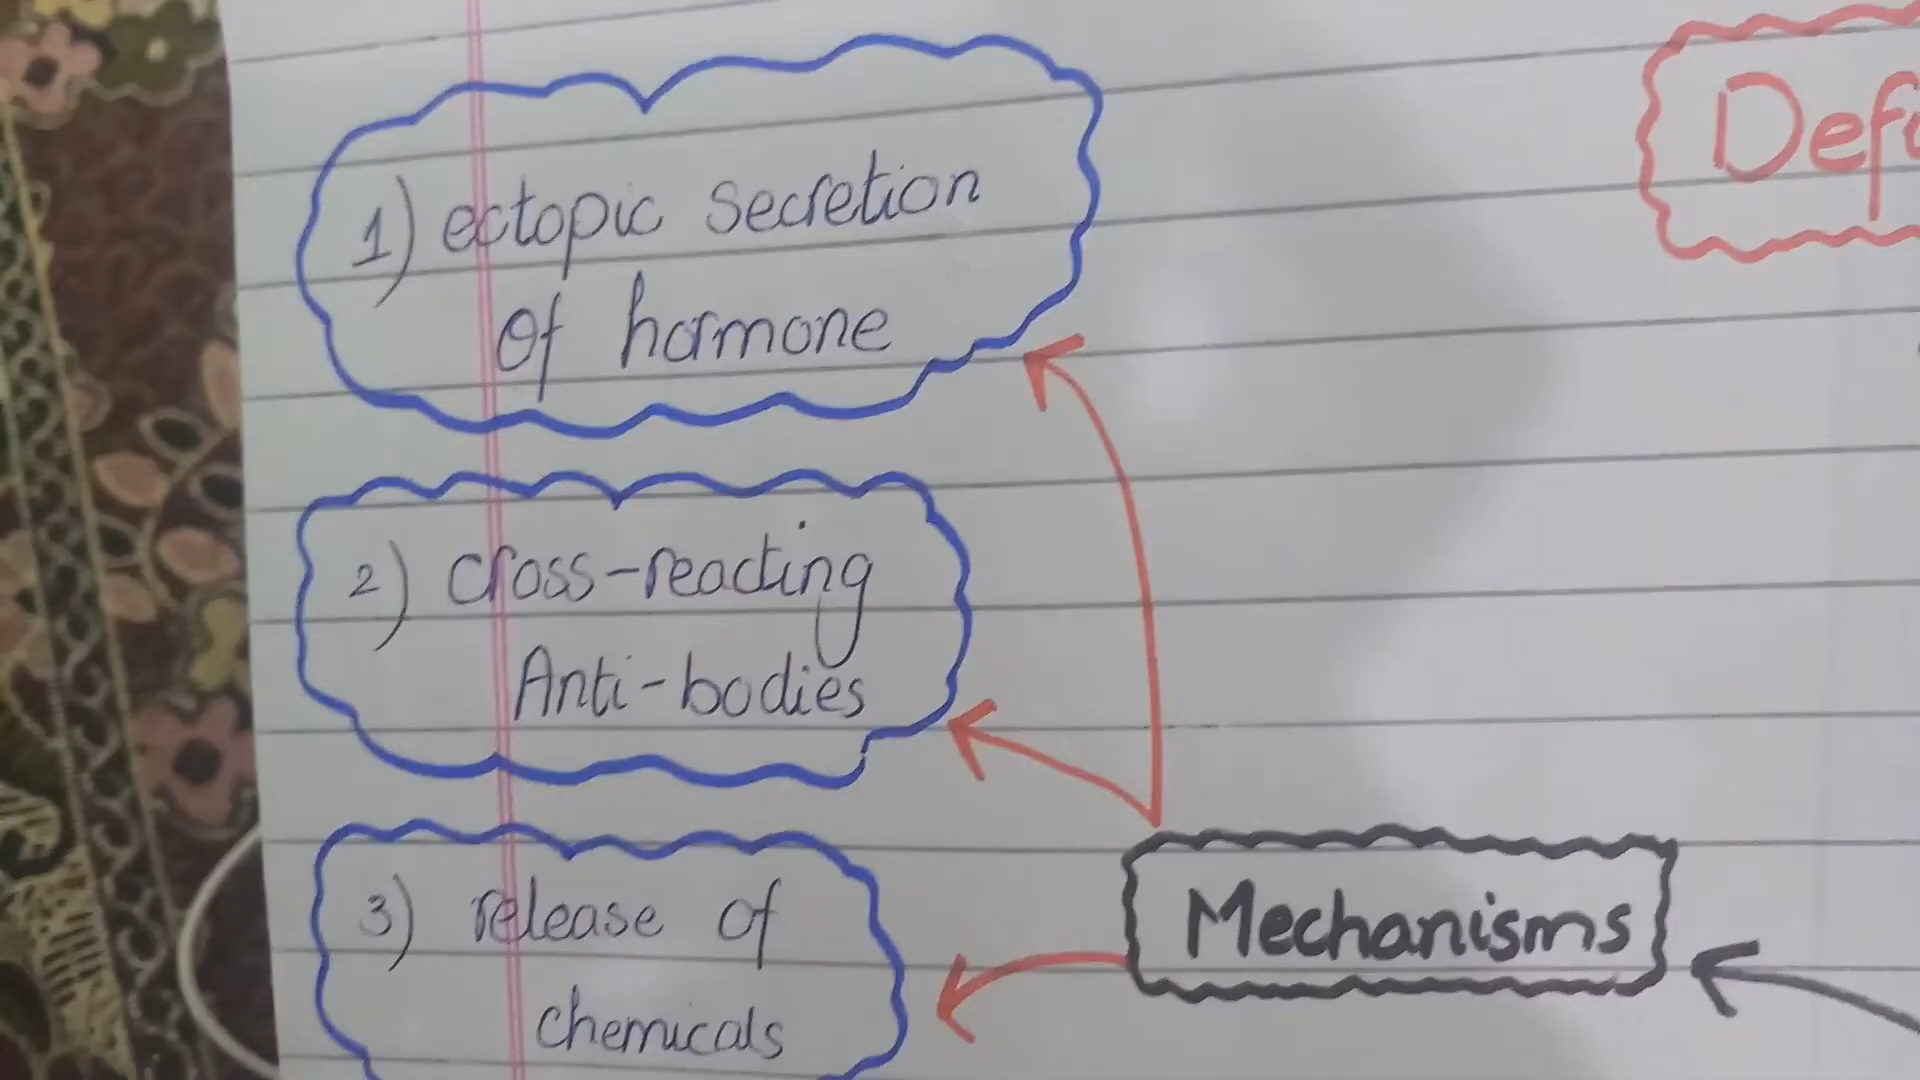 1) ectopic secretion
of hormone
2) cross-reacting
Anti-bodies
3) release of
chemicals
Mechanisms